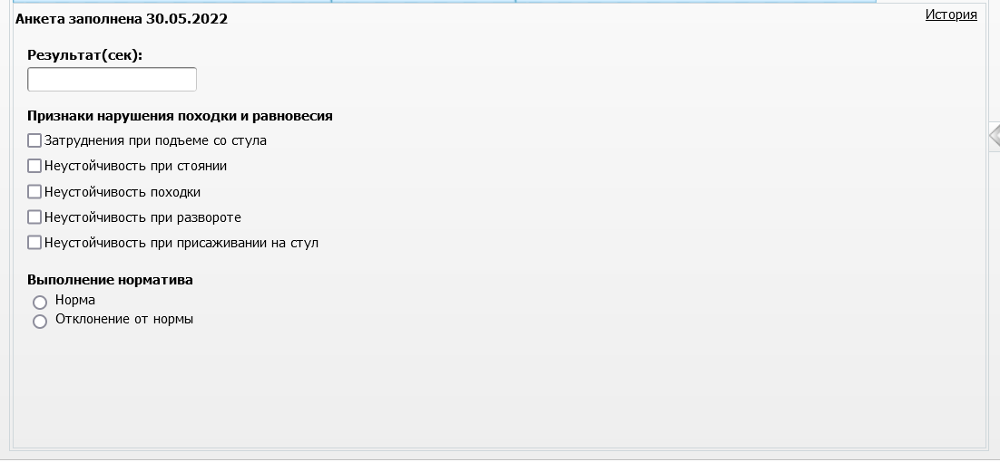 Анкета заполнена 30.05.2022
История
Результат(сек):
Признаки нарушения походки и равновесия
Затруднения при подъеме со стула
Неустойчивость при стоянии
Неустойчивость походки
Неустойчивость при развороте
Неустойчивость при присаживании на стул
Выполнение норматива
Норма
Отклонение от нормы